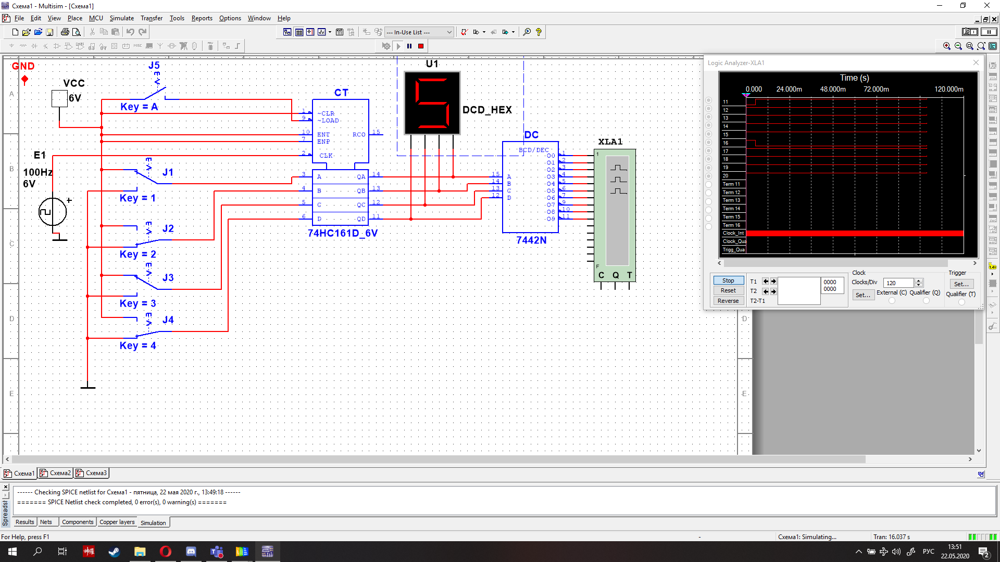 Схема1 - Multisim - [Схема1]
File Edit View Place MCU Simulate Transfer Tools Reports Options Window Help
--- In-Use List ---
GND
VCC
6V
J5
Key = A
E1
100Hz
6V
J1
Key = 1
J2
Key = 2
J3
Key = 3
J4
Key = 4
CT
1 ~CLR
9 ~LOAD
10 ENT RCO 15
7 ENP
2 CLK
3 A QA 14
4 B QB 13
5 C QC 12
6 D QD 11
74HC161D_6V
U1
DCD_HEX
DC
BCD/DEC
15 A
14 B
13 C
12 D
O0 1
O1 2
O2 3
O3 4
O4 5
O5 6
O6 7
O7 9
O8 10
O9 11
7442N
XLA1
1
F
C Q T
A
B
C
D
E
D
E
Logic Analyzer-XLA1
Time (s)
0.000 24.000m 48.000m 72.000m 120.000m
11
12
13
14
15
16
17
18
19
20
Term 11
Term 12
Term 13
Term 14
Term 15
Term 16
Clock_Int
Clock_Qua
Trigg_Qua
Stop
Reset
Reverse
T1
T2
T2-T1
0000
0000
Clock
Clocks/Div 120
Set...
External (C) Qualifier (Q)
Trigger
Set...
Qualifier (T)
Схема1 Схема2 Схема3
------ Checking SPICE netlist for Схема1 - пятница, 22 мая 2020 г., 13:49:18 ------
======= SPICE Netlist check completed, 0 error(s), 0 warning(s) =======
Spreadsl
Results Nets Components Copper layers Simulation
For Help, press F1
-
Схема1: Simulating...
Tran: 16.037 s
РУС
13:51
22.05.2020
2